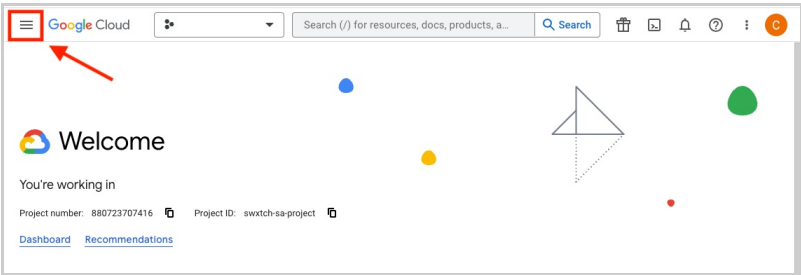 Google Cloud
Search (/) for resources, docs, products, a...
Search
C
Welcome
You're working in
Project number: 880723707416
Project ID: swxtch-sa-project
Dashboard
Recommendations